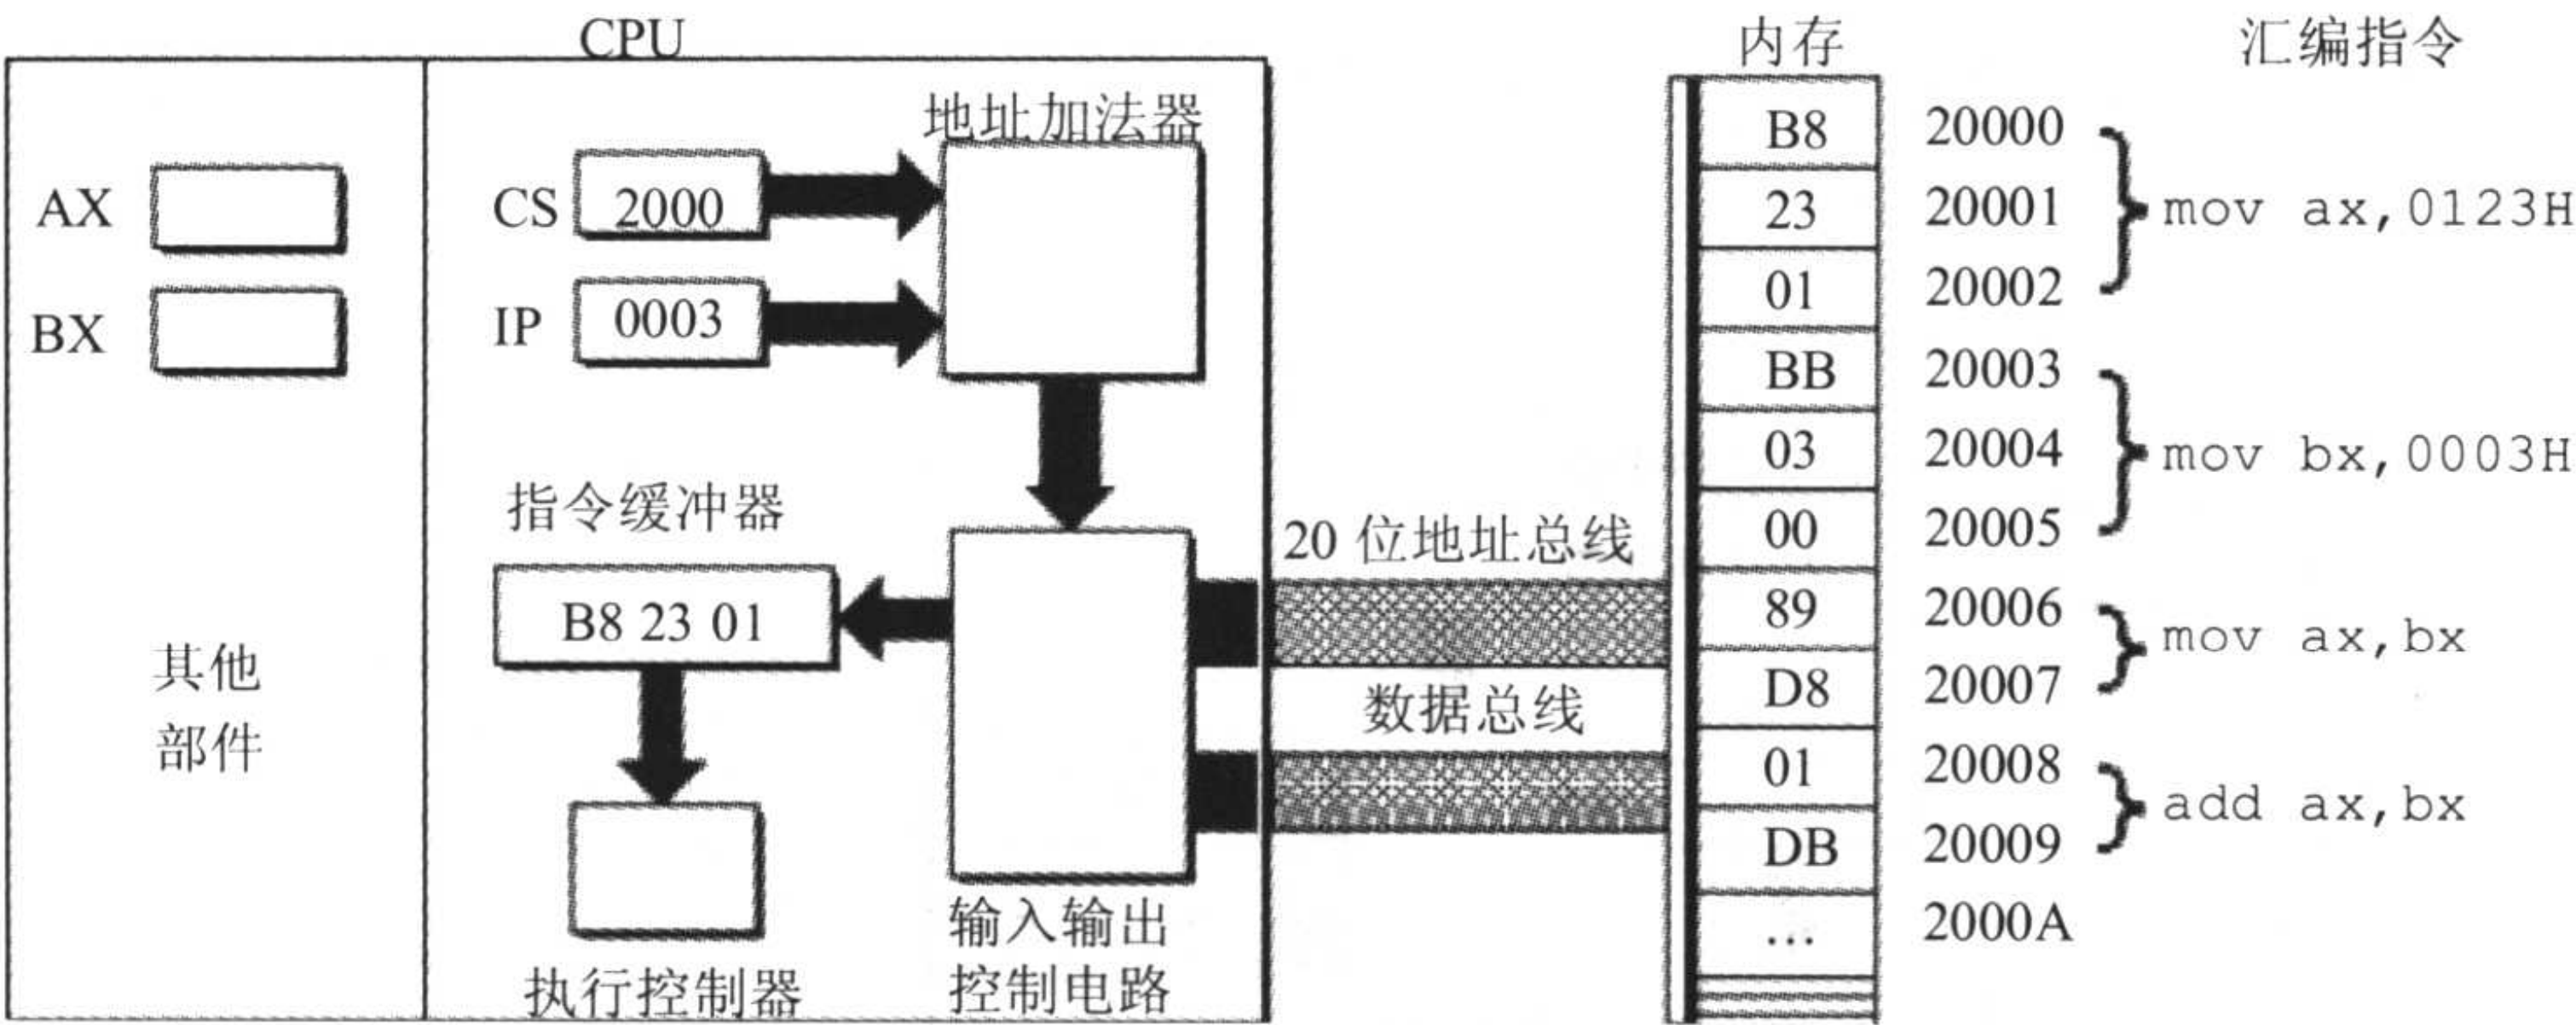 CPU
内存
汇编指令
地址加法器
AX
BX
CS
2000
IP
0003
指令缓冲器
B8 23 01
其他
部件
执行控制器
输入输出
控制电路
20 位地址总线
数据总线
B8 20000
23 20001
01 20002
mov ax,0123H
BB 20003
03 20004
00 20005
mov bx,0003H
89 20006
D8 20007
mov ax,bx
01 20008
DB 20009
add ax,bx
… 2000A